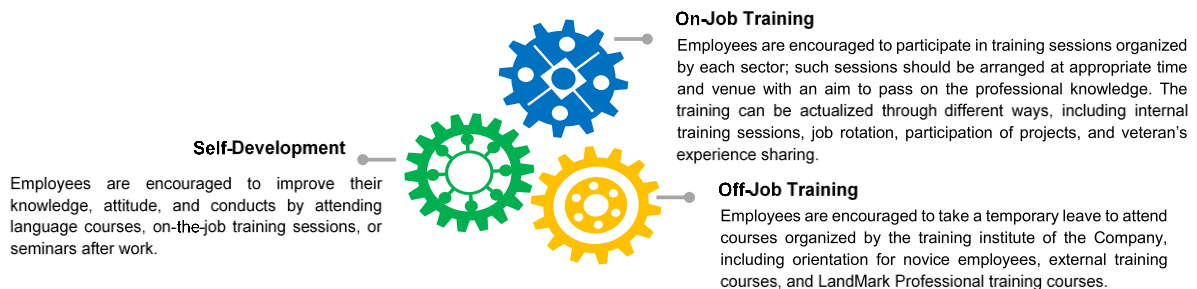 On-Job Training
Employees are encouraged to participate in training sessions organized
by each sector; such sessions should be arranged at appropriate time
and venue with an aim to pass on the professional knowledge. The
training can be actualized through different ways, including internal
training sessions, job rotation, participation of projects, and veteran's
experience sharing.
Self-Development
Employees are encouraged to improve their
knowledge, attitude, and conducts by attending
language courses, on-the-job training sessions, or
seminars after work.
Off-Job Training
Employees are encouraged to take a temporary leave to attend
courses organized by the training institute of the Company,
including orientation for novice employees, external training
courses, and LandMark Professional training courses.